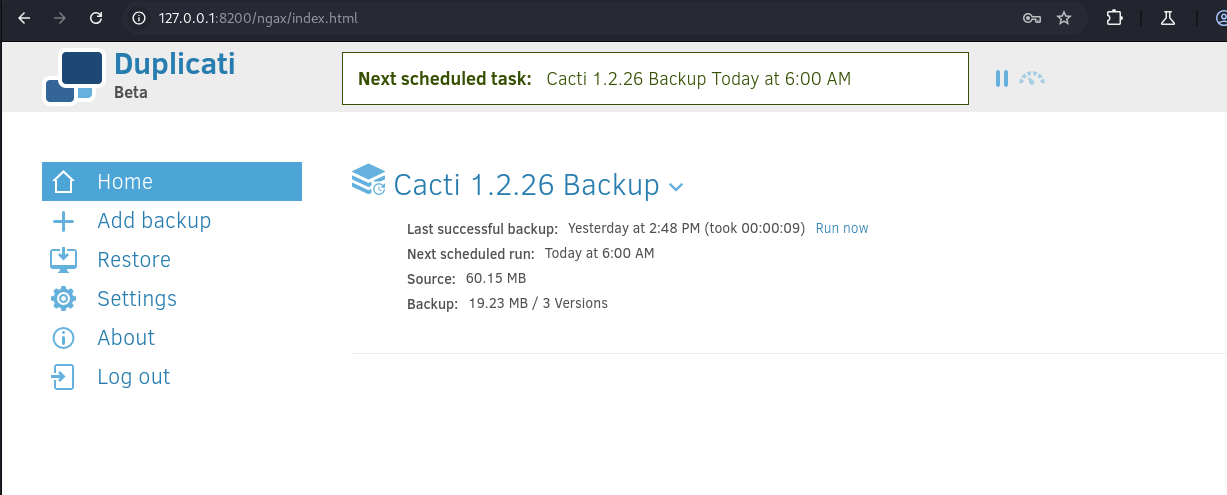 127.0.0.1:8200/ngax/index.html
Duplicati
Beta
Next scheduled task: Cacti 1.2.26 Backup Today at 6:00 AM
Home
Add backup
Restore
Settings
About
Log out
Cacti 1.2.26 Backup
Last successful backup: Yesterday at 2:48 PM (took 00:00:09) Run now
Next scheduled run: Today at 6:00 AM
Source: 60.15 MB
Backup: 19.23 MB / 3 Versions